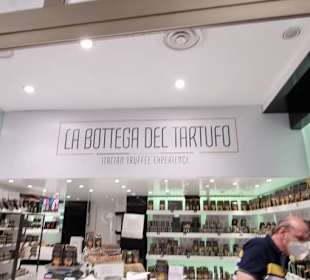 LA BOTTEGA DEL TARTUFO
ITALIAN TRUFFLE EXPERIENCE